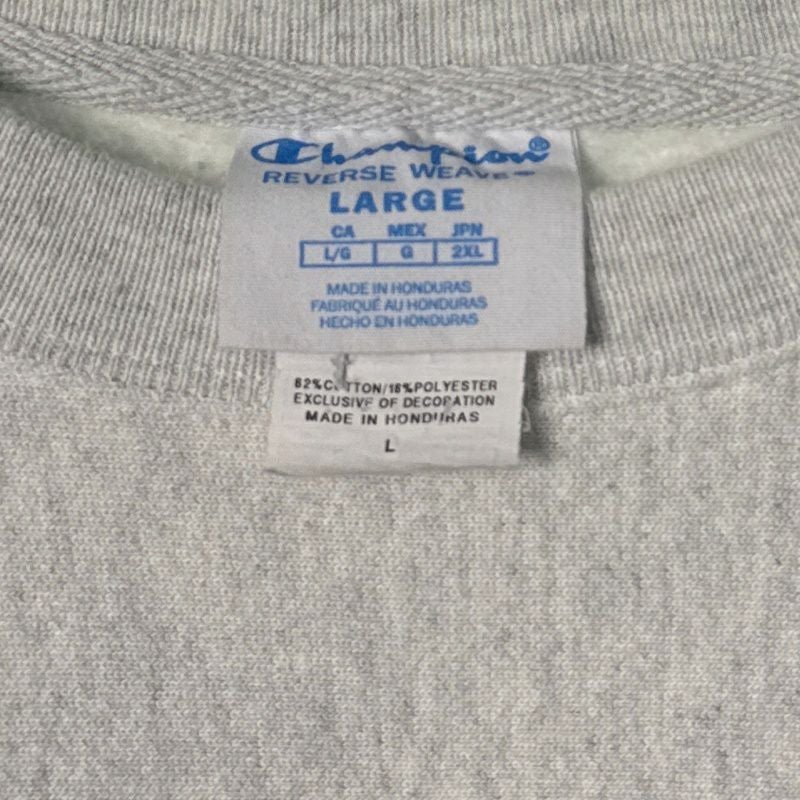 Champion®
REVERSE WEAVE
LARGE
CA MEX JPN
L/G G 2XL
MADE IN HONDURAS
FABRIQUÉ AU HONDURAS
HECHO EN HONDURAS
82%COTTON/18%POLYESTER
EXCLUSIVE OF DECORATION
MADE IN HONDURAS
L